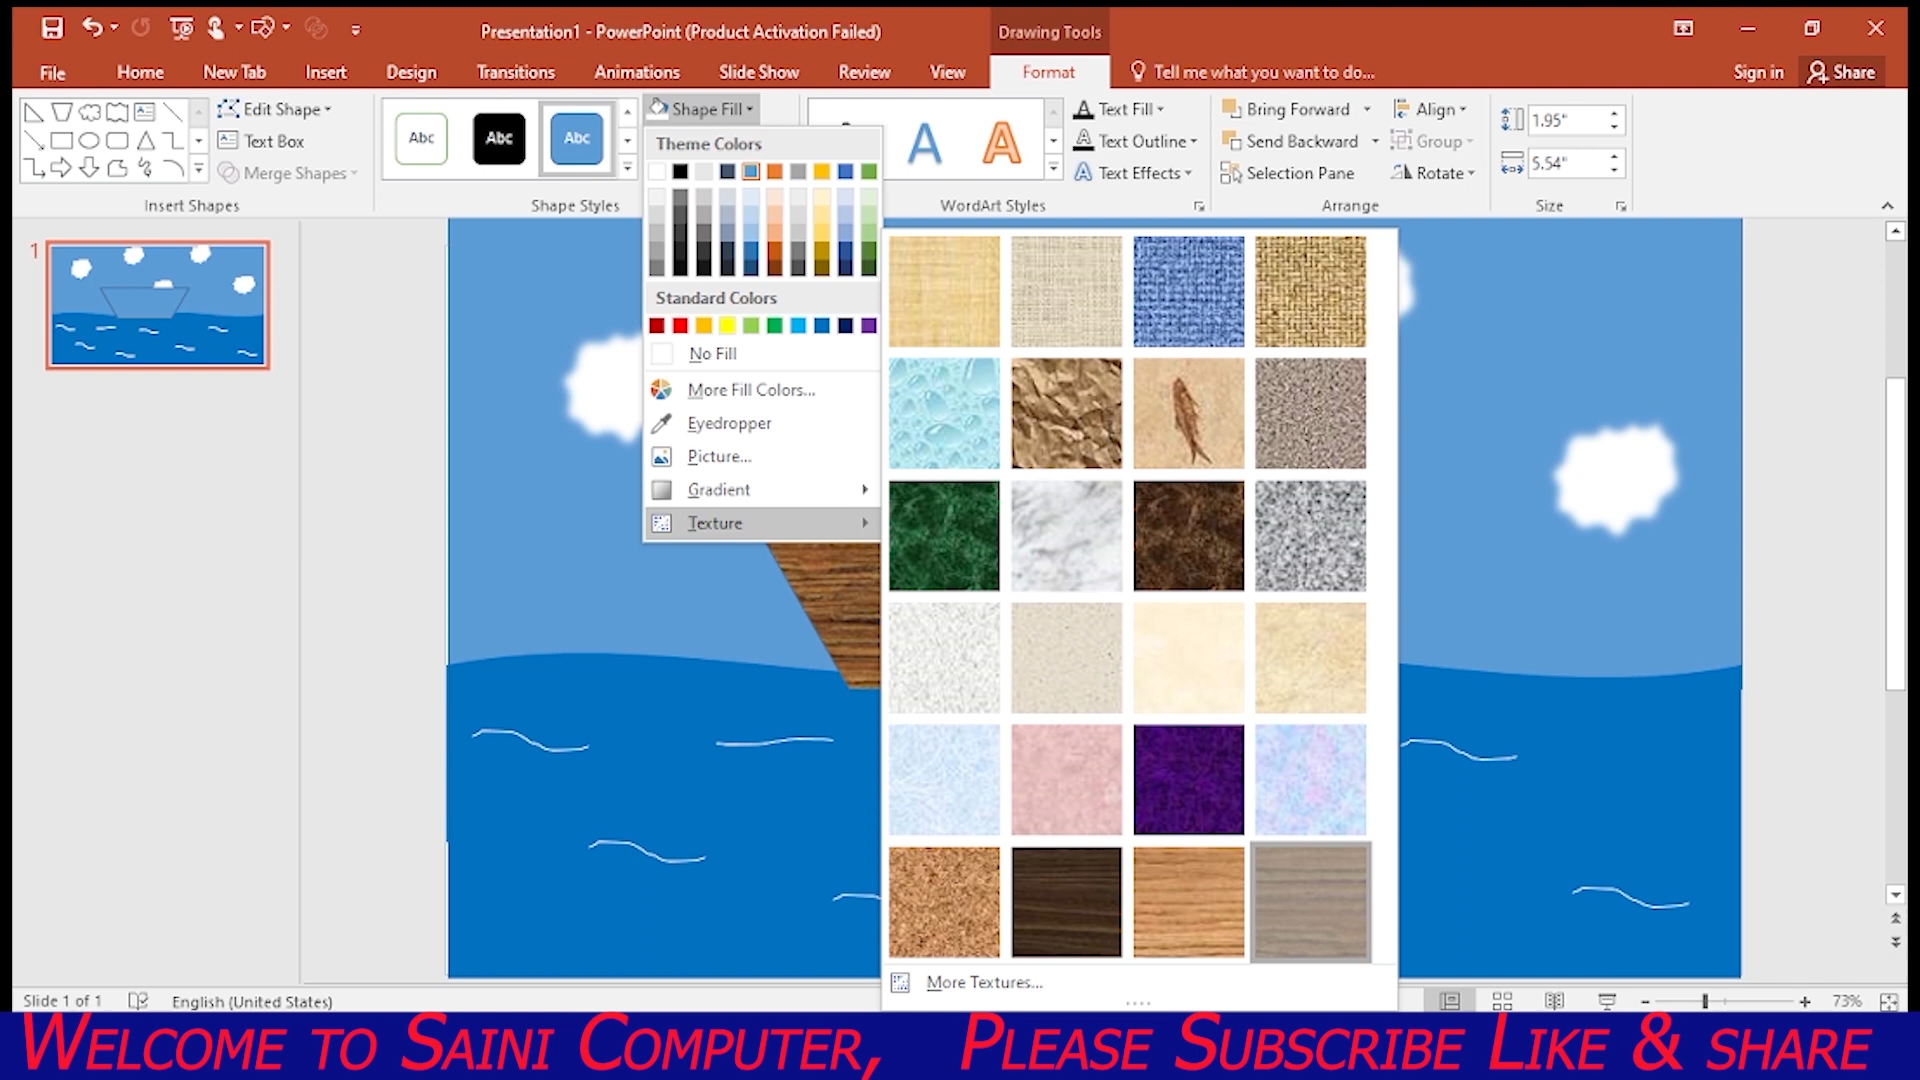 Presentation1 - PowerPoint (Product Activation Failed)
Drawing Tools
File Home New Tab Insert Design Transitions Animations Slide Show Review View Format Tell me what you want to do... Sign in Share
Edit Shape
Text Box
Merge Shapes
Insert Shapes
Abc Abc Abc
Shape Styles
Shape Fill
A A
WordArt Styles
Text Fill
Text Outline
Text Effects
Bring Forward
Send Backward
Selection Pane
Align
Group
Rotate
Arrange
1.95"
5.54"
Size
Theme Colors
Standard Colors
No Fill
More Fill Colors...
Eyedropper
Picture...
Gradient
Texture
More Textures...
1
Slide 1 of 1 English (United States) 73%
WELCOME TO SAINI COMPUTER, PLEASE SUBSCRIBE LIKE & SHARE